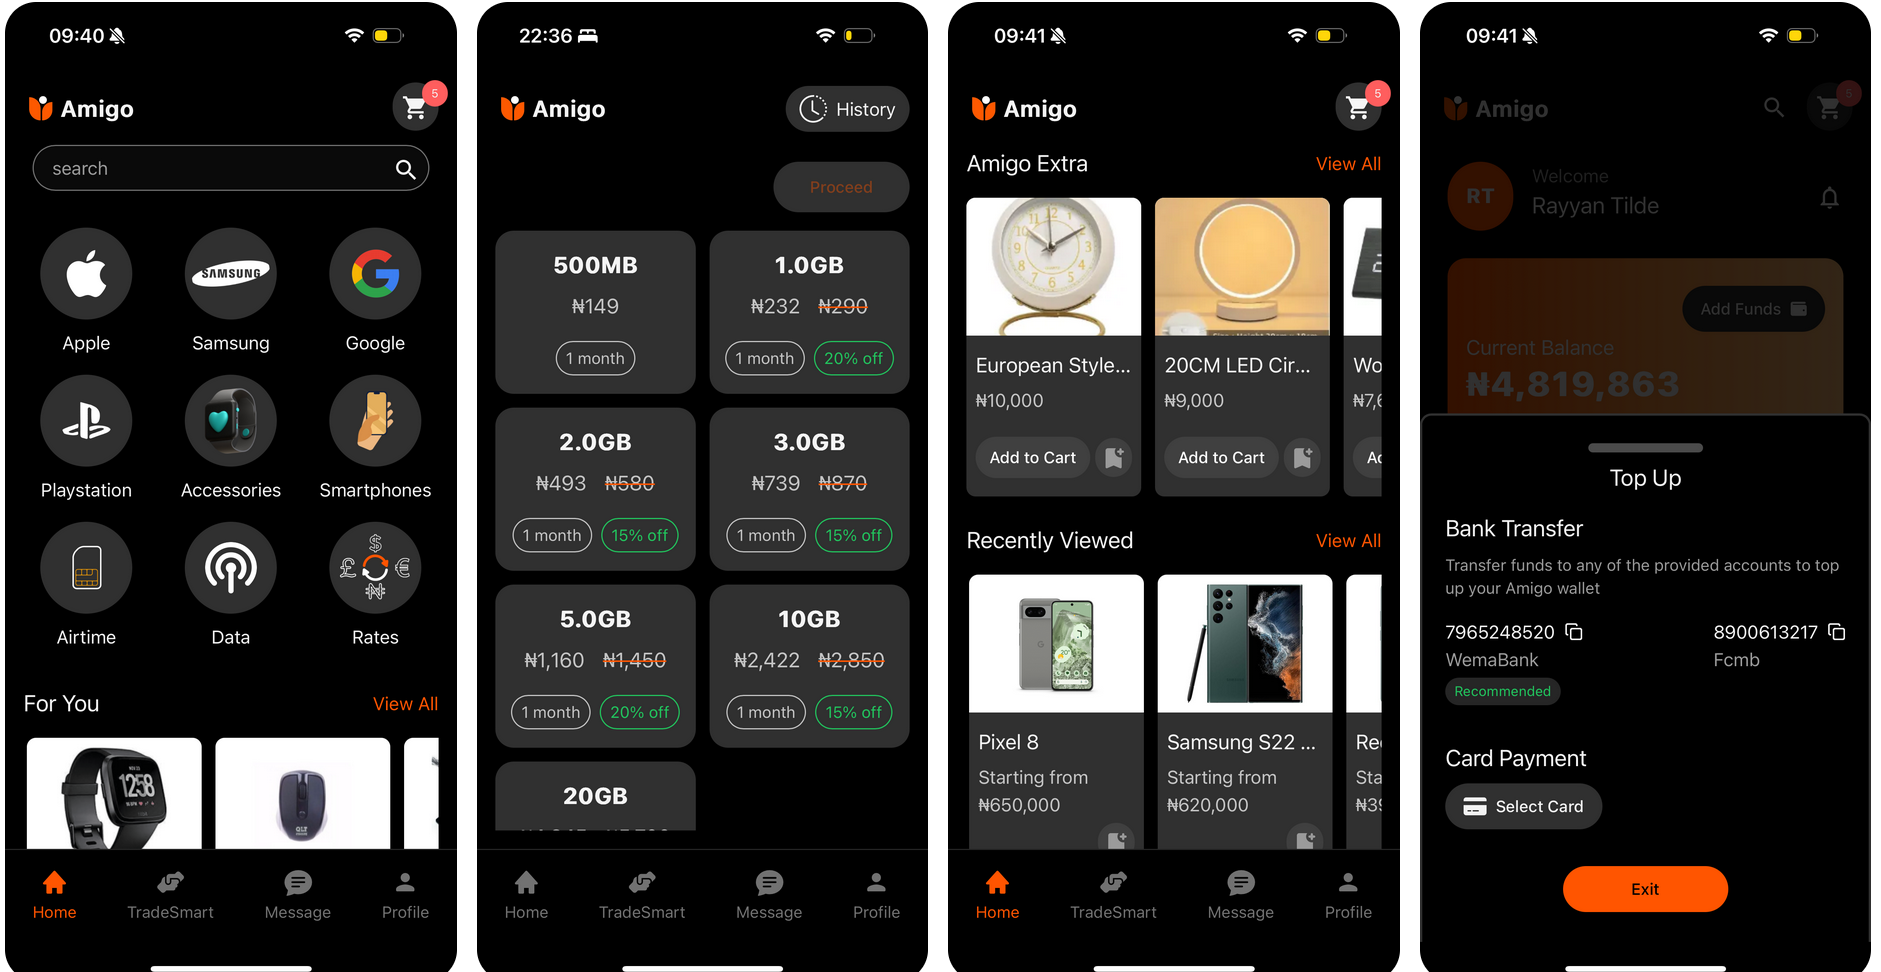 09:40
Amigo
5
search
SAMSUNG
Apple
Samsung
Google
Playstation
Accessories
Smartphones
$
£
€
₦
Airtime
Data
Rates
For You
View All
12:58
Home
TradeSmart
Message
Profile
22:36
Amigo
History
Proceed
500MB
₦149
1 month
1.0GB
₦232 ₦290
1 month
20% off
2.0GB
₦493 ₦580
1 month
15% off
3.0GB
₦739 ₦870
1 month
15% off
5.0GB
₦1,160 ₦1,450
1 month
20% off
10GB
₦2,422 ₦2,850
1 month
15% off
20GB
Home
TradeSmart
Message
Profile
09:41
Amigo
5
Amigo Extra
View All
European Style...
₦10,000
Add to Cart
20CM LED Cir...
₦9,000
Add to Cart
Wo
₦7,6
Ac
Recently Viewed
View All
Pixel 8
Starting from
₦650,000
Samsung S22 ...
Starting from
₦620,000
Re
Sta
₦39
Home
TradeSmart
Message
Profile
09:41
Amigo
5
RT
Welcome
Rayyan Tilde
Add Funds
Current Balance
₦4,819,863
Top Up
Bank Transfer
Transfer funds to any of the provided accounts to top
up your Amigo wallet
7965248520
WemaBank
Recommended
8900613217
Fcmb
Card Payment
Select Card
Exit